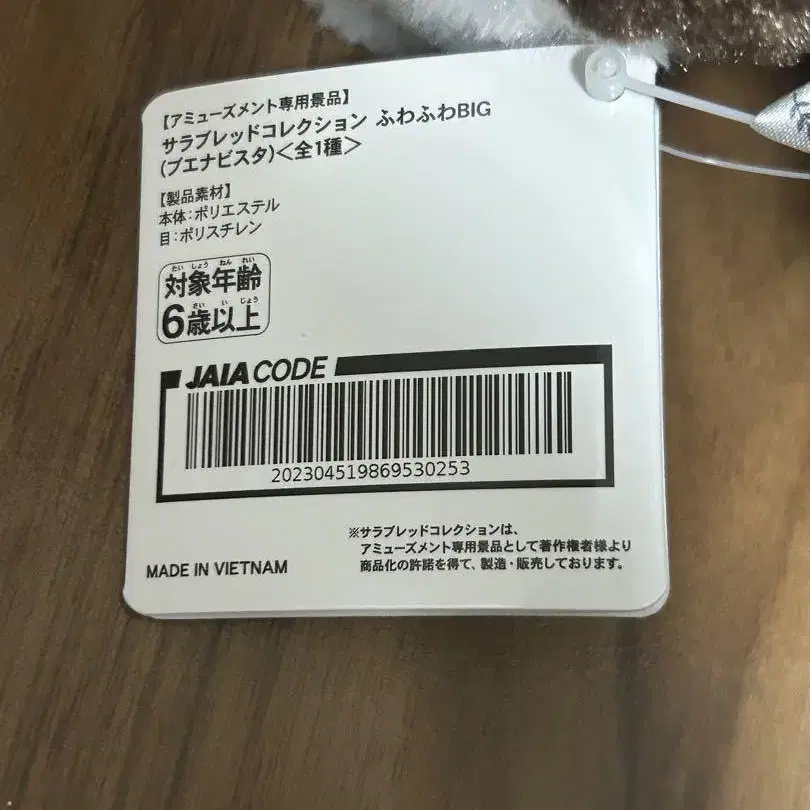 【アミューズメント専用景品】
サラブレッドコレクション ふわふわBIG
(ブエナビスタ)<全1種>
【製品素材】
本体:ポリエステル
目:ポリスチレン
たい しょう ねん れい
対象年齢
さい い じょう
6歳以上
JAIA CODE
202304519869530253
※サラブレッドコレクションは、
アミューズメント専用景品として著作権者様より
商品化の許諾を得て、製造・販売しております。
MADE IN VIETNAM